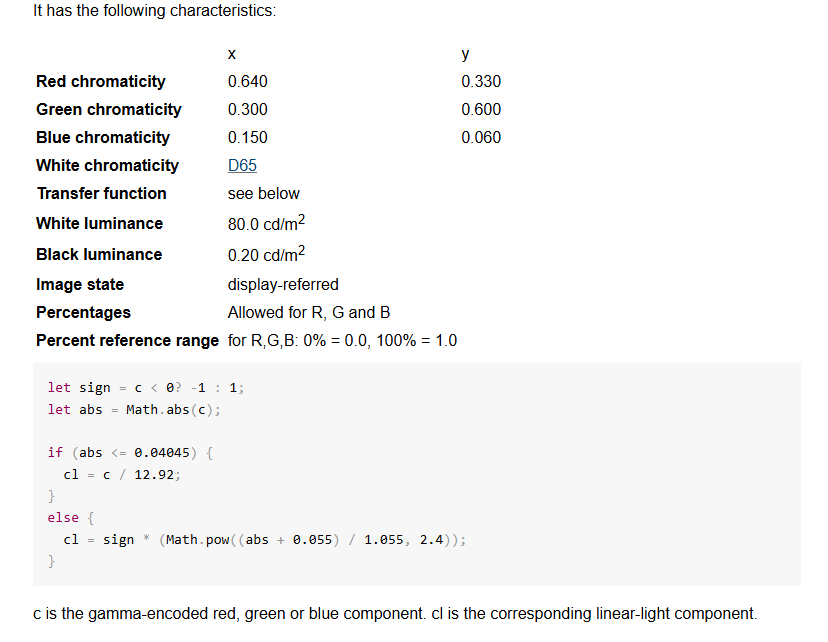 It has the following characteristics:
x y
Red chromaticity 0.640 0.330
Green chromaticity 0.300 0.600
Blue chromaticity 0.150 0.060
White chromaticity D65
Transfer function see below
White luminance 80.0 cd/m²
Black luminance 0.20 cd/m²
Image state display-referred
Percentages Allowed for R, G and B
Percent reference range for R,G,B: 0% = 0.0, 100% = 1.0
let sign = c < 0? -1 : 1;
let abs = Math.abs(c);
if (abs <= 0.04045) {
cl = c / 12.92;
}
else {
cl = sign * (Math.pow((abs + 0.055) / 1.055, 2.4));
}
c is the gamma-encoded red, green or blue component. cl is the corresponding linear-light component.